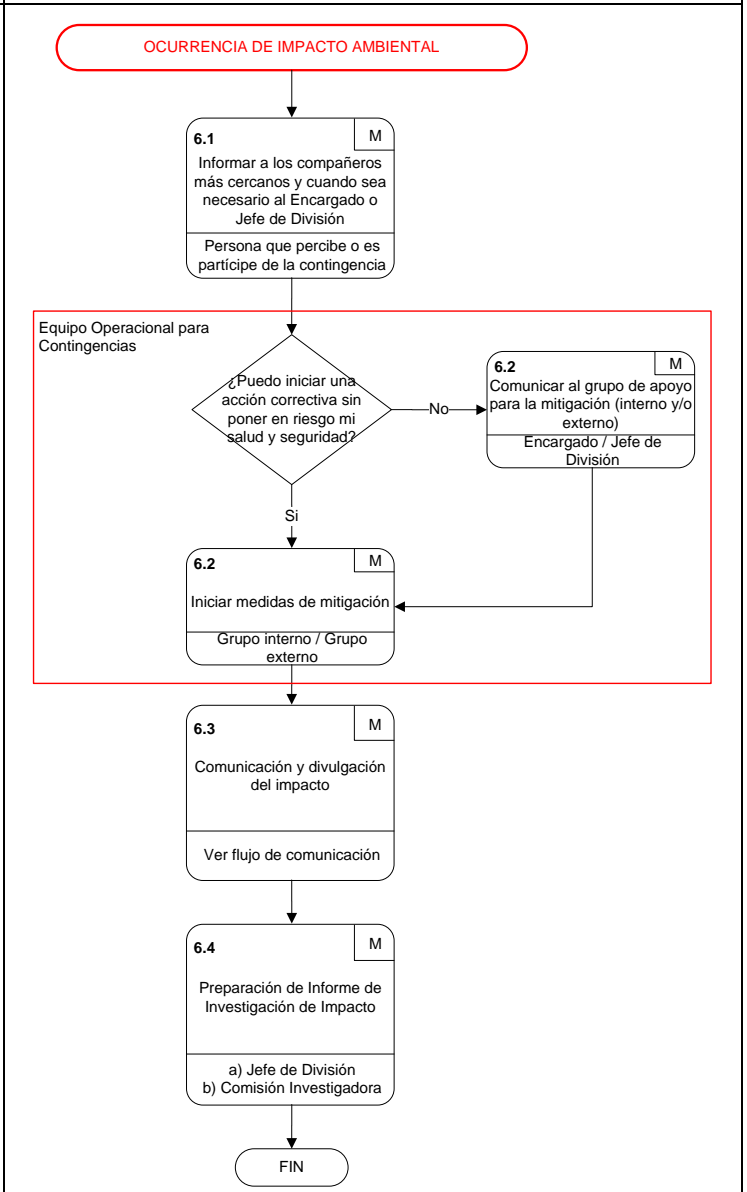 OCURRENCIA DE IMPACTO AMBIENTAL
6.1
M
Informar a los compañeros
más cercanos y cuando sea
necesario al Encargado o
Jefe de División
Persona que percibe o es
partícipe de la contingencia
Equipo Operacional para
Contingencias
¿Puedo iniciar una
acción correctiva sin
poner en riesgo mi
salud y seguridad?
No
6.2
M
Comunicar al grupo de apoyo
para la mitigación (interno y/o
externo)
Encargado / Jefe de
División
Si
6.2
M
Iniciar medidas de mitigación
Grupo interno / Grupo
externo
6.3
M
Comunicación y divulgación
del impacto
Ver flujo de comunicación
6.4
M
Preparación de Informe de
Investigación de Impacto
a) Jefe de División
b) Comisión Investigadora
FIN